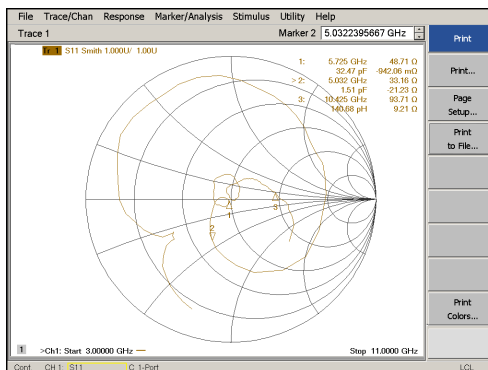 File Trace/Chan Response Marker/Analysis Stimulus Utility Help
Trace 1 Marker 2 5.0322395667 GHz
Tr 1 S11 Smith 1.000U/ 1.00U
1: 5.725 GHz 48.71 Ω
32.47 pF -942.06 mΩ
> 2: 5.032 GHz 33.16 Ω
1.51 pF -21.23 Ω
3: 10.425 GHz 93.71 Ω
140.68 pH 9.21 Ω
1
2
3
1 >Ch1: Start 3.00000 GHz Stop 11.0000 GHz
Cont. CH 1: S11 C 1-Port LCL
Print
Print...
Page
Setup...
Print
to File...
Print
Colors...